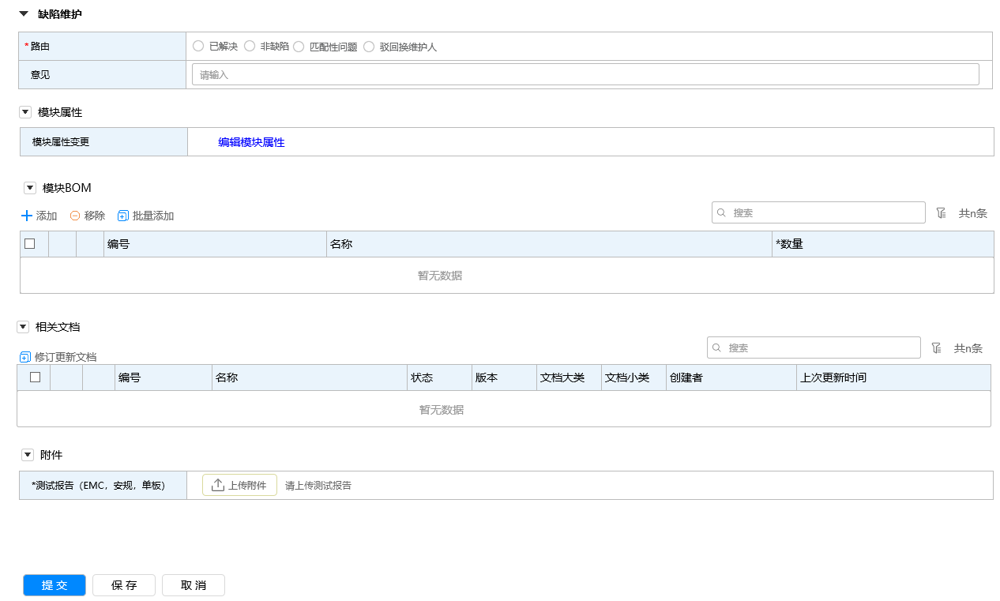 缺陷维护
*路由 已解决 非缺陷 匹配性问题 驳回换维护人
意见 请输入
模块属性
模块属性变更 编辑模块属性
模块BOM
添加 移除 批量添加 搜索 共n条
编号 名称 *数量
暂无数据
相关文档
修订更新文档 搜索 共n条
编号 名称 状态 版本 文档大类 文档小类 创建者 上次更新时间
暂无数据
附件
*测试报告（EMC，安规，单板） 上传附件 请上传测试报告
提交 保存 取消